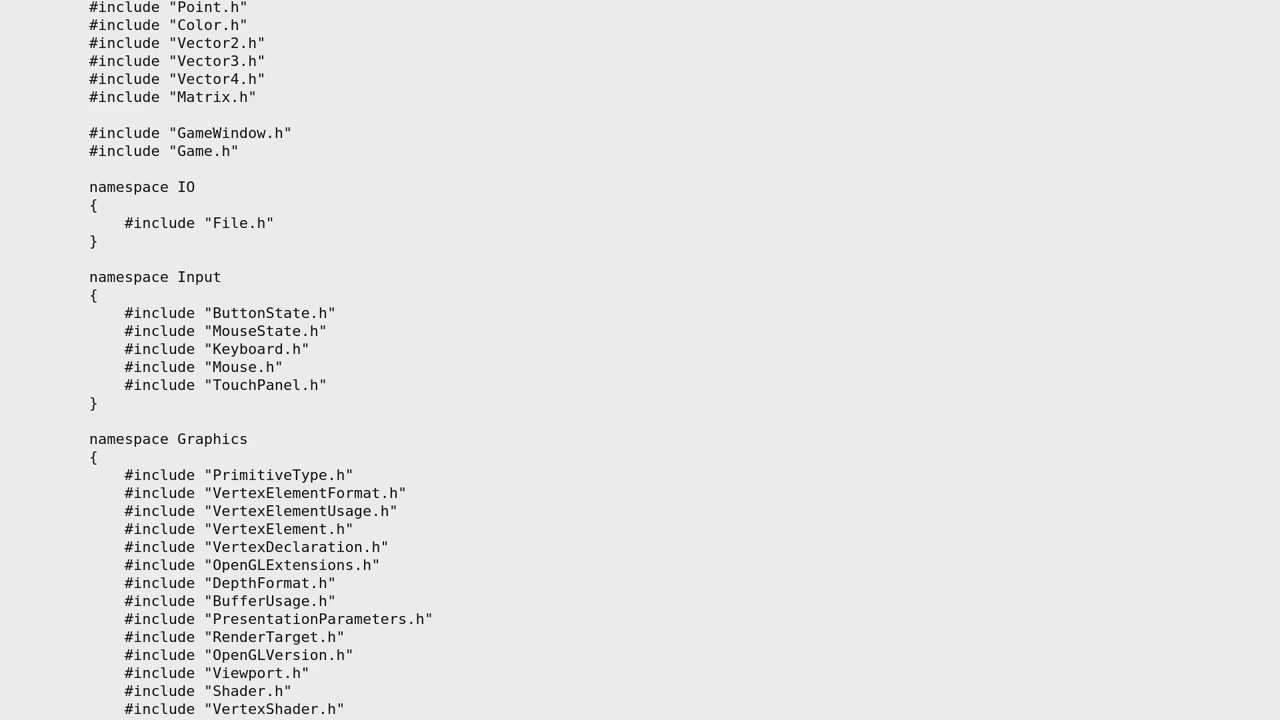 #include "Point.h"
#include "Color.h"
#include "Vector2.h"
#include "Vector3.h"
#include "Vector4.h"
#include "Matrix.h"

#include "GameWindow.h"
#include "Game.h"

namespace IO
{
    #include "File.h"
}

namespace Input
{
    #include "ButtonState.h"
    #include "MouseState.h"
    #include "Keyboard.h"
    #include "Mouse.h"
    #include "TouchPanel.h"
}

namespace Graphics
{
    #include "PrimitiveType.h"
    #include "VertexElementFormat.h"
    #include "VertexElementUsage.h"
    #include "VertexElement.h"
    #include "VertexDeclaration.h"
    #include "OpenGLExtensions.h"
    #include "DepthFormat.h"
    #include "BufferUsage.h"
    #include "PresentationParameters.h"
    #include "RenderTarget.h"
    #include "OpenGLVersion.h"
    #include "Viewport.h"
    #include "Shader.h"
    #include "VertexShader.h"